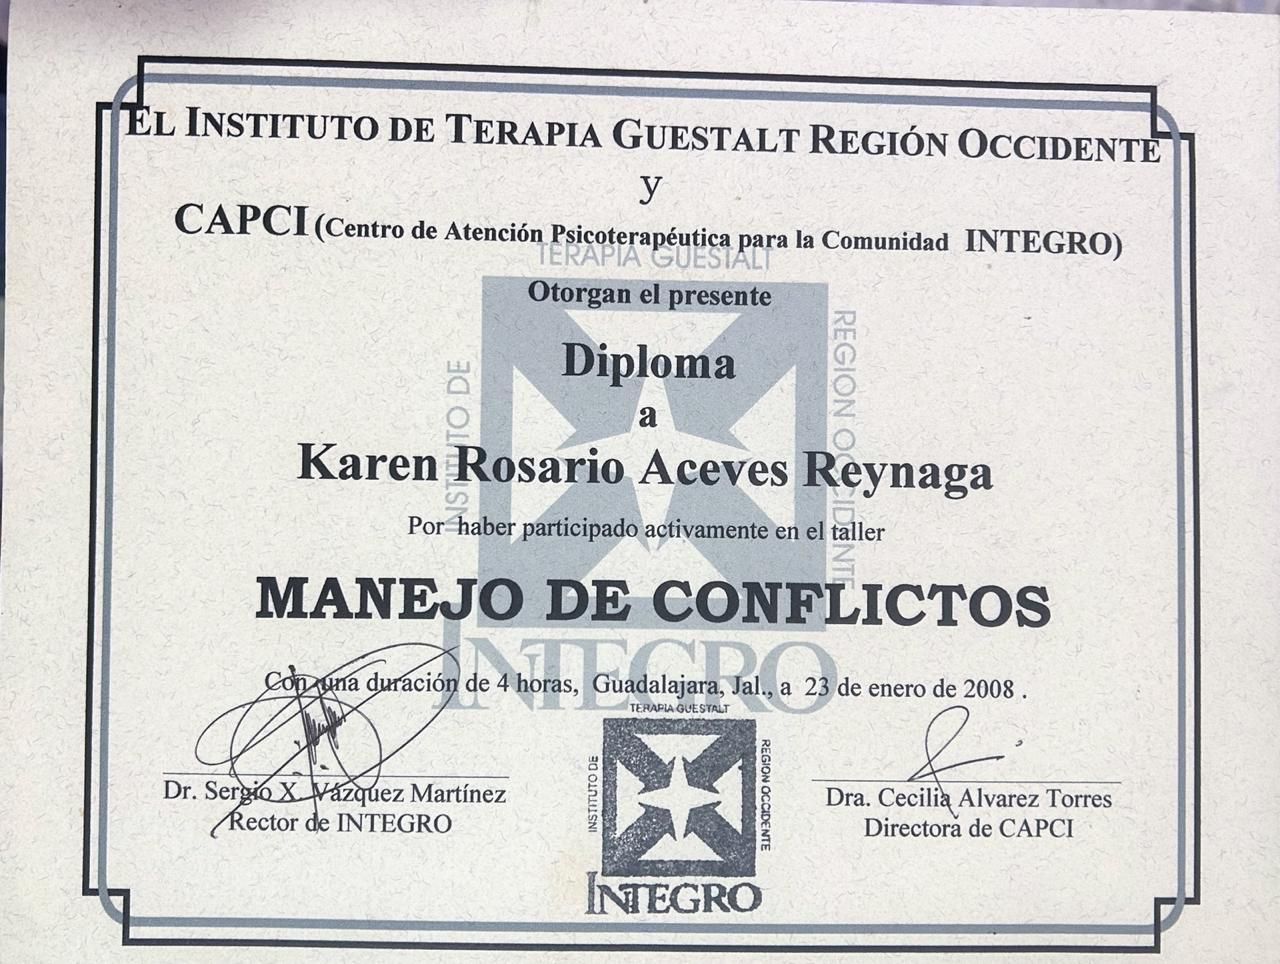 EL INSTITUTO DE TERAPIA GUESTALT REGIÓN OCCIDENTE
y
CAPCI (Centro de Atención Psicoterapéutica para la Comunidad INTEGRO)
TERAPIA GUESTALT
Otorgan el presente
INSTITUTO DE
REGION OCCIDENTE
Diploma
a
Karen Rosario Aceves Reynaga
Por haber participado activamente en el taller
MANEJO DE CONFLICTOS
INTEGRO
Con una duración de 4 horas, Guadalajara, Jal., a 23 de enero de 2008 .
TERAPIA GUESTALT
INSTITUTO DE
REGION OCCIDENTE
INTEGRO
Dr. Sergio X. Vázquez Martínez
Rector de INTEGRO
Dra. Cecilia Alvarez Torres
Directora de CAPCI